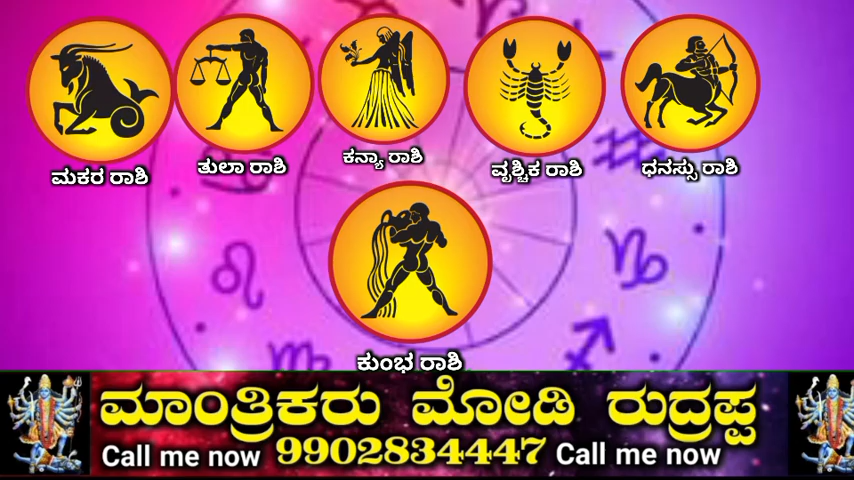 ಮಕರ ರಾಶಿ
ತುಲಾ ರಾಶಿ
ಕನ್ಯಾ ರಾಶಿ
ವೃಶ್ಚಿಕ ರಾಶಿ
ಧನಸ್ಸು ರಾಶಿ
ಕುಂಭ ರಾಶಿ
ಮಾಂತ್ರಿಕರು ಮೋಡಿ ರುದ್ರಪ್ಪ
Call me now 9902834447 Call me now